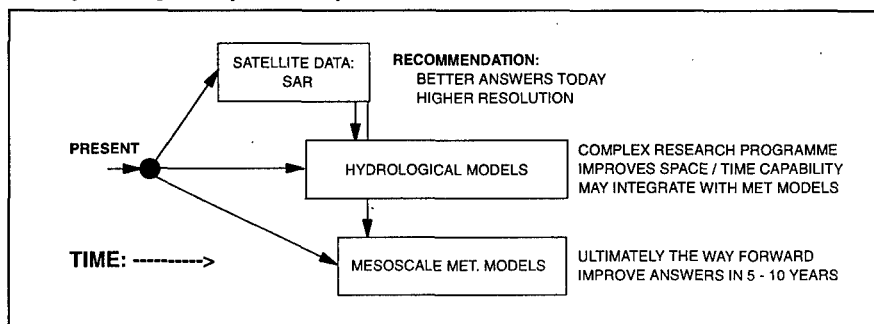 SATELLITE DATA:
SAR
RECOMMENDATION:
BETTER ANSWERS TODAY
HIGHER RESOLUTION
PRESENT
HYDROLOGICAL MODELS
COMPLEX RESEARCH PROGRAMME
IMPROVES SPACE / TIME CAPABILITY
MAY INTEGRATE WITH MET MODELS
TIME: ---------->
MESOSCALE MET. MODELS
ULTIMATELY THE WAY FORWARD
IMPROVE ANSWERS IN 5 - 10 YEARS